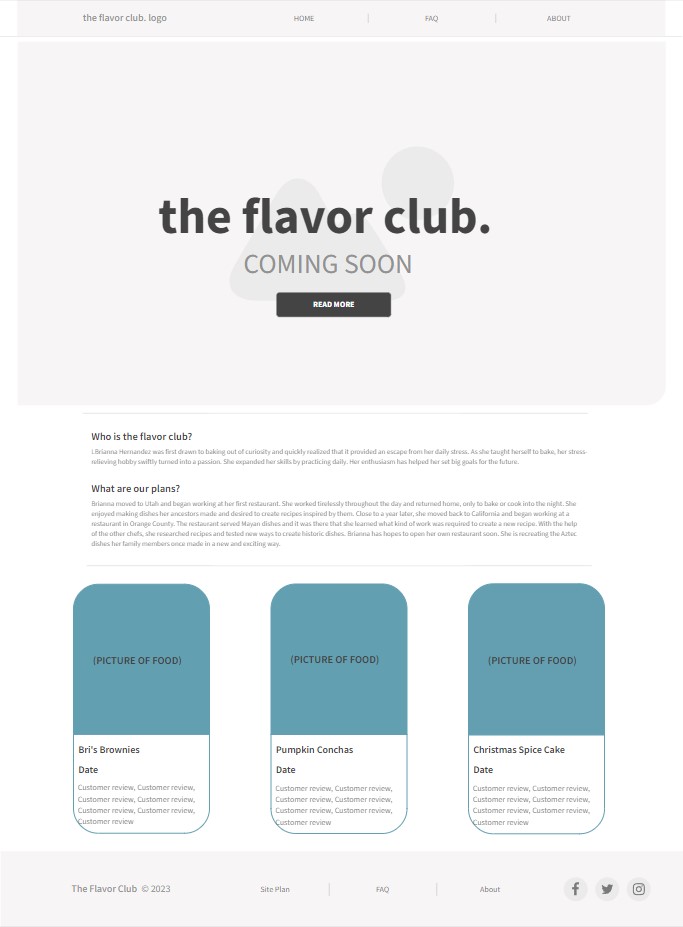 the flavor club. logo
HOME | FAQ | ABOUT
the flavor club.
COMING SOON
READ MORE
Who is the flavor club?
i.Brianna Hernandez was first drawn to baking out of curiosity and quickly realized that it provided an escape from her daily stress. As she taught herself to bake, her stress-
relieving hobby swiftly turned into a passion. She expanded her skills by practicing daily. Her enthusiasm has helped her set big goals for the future.
What are our plans?
Brianna moved to Utah and began working at her first restaurant. She worked tirelessly throughout the day and returned home, only to bake or cook into the night. She
enjoyed making dishes her ancestors made and desired to create recipes inspired by them. Close to a year later, she moved back to California and began working at a
restaurant in Orange County. The restaurant served Mayan dishes and it was there that she learned what kind of work was required to create a new recipe. With the help
of the other chefs, she researched recipes and tested new ways to create historic dishes. Brianna has hopes to open her own restaurant soon. She is recreating the Aztec
dishes her family members once made in a new and exciting way.
(PICTURE OF FOOD)
Bri's Brownies
Date
Customer review, Customer review,
Customer review, Customer review,
Customer review, Customer review,
Customer review
(PICTURE OF FOOD)
Pumpkin Conchas
Date
Customer review, Customer review,
Customer review, Customer review,
Customer review, Customer review,
Customer review
(PICTURE OF FOOD)
Christmas Spice Cake
Date
Customer review, Customer review,
Customer review, Customer review,
Customer review, Customer review,
Customer review
The Flavor Club © 2023
Site Plan | FAQ | About